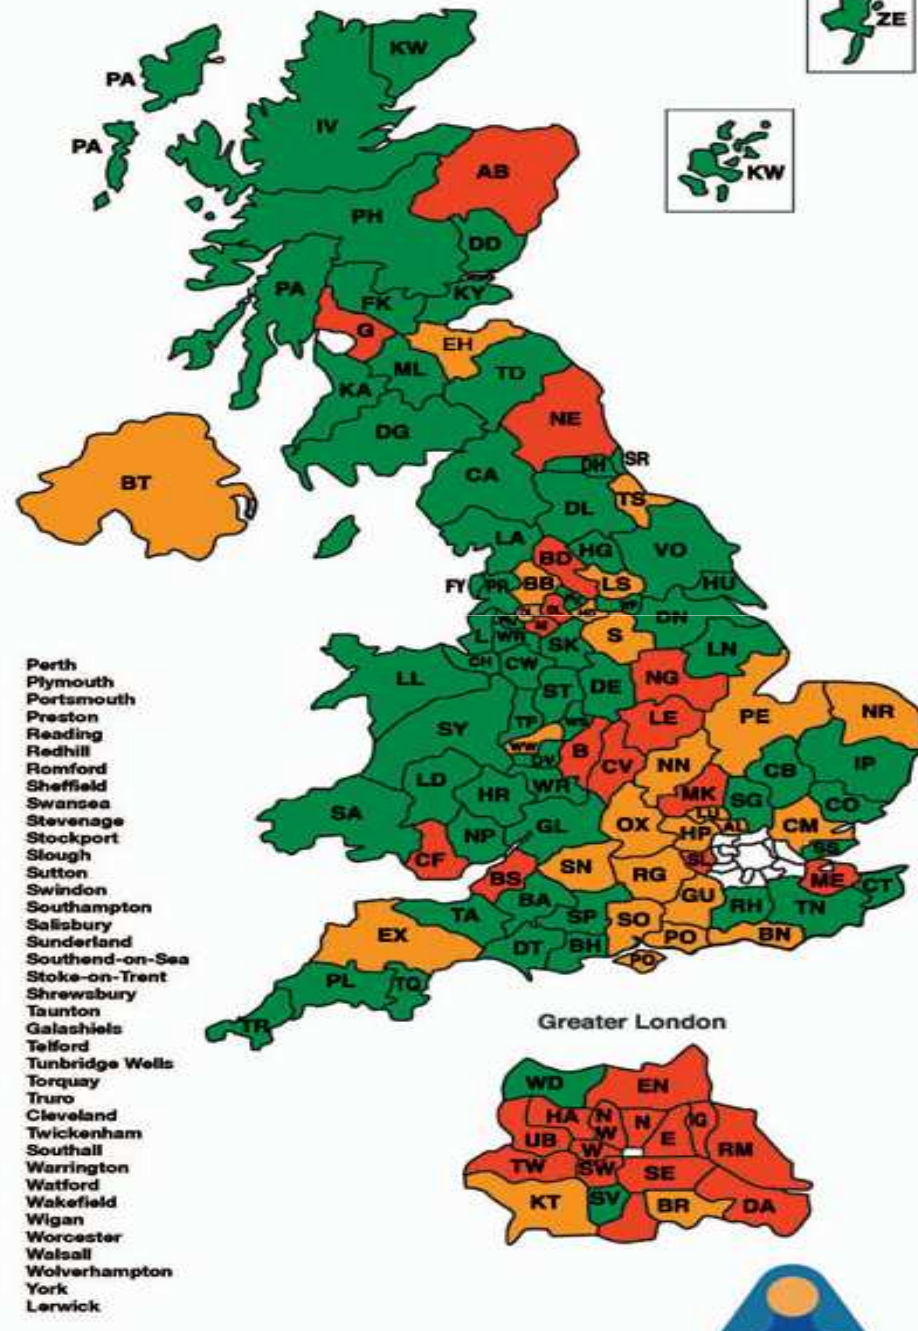 ZE
KW
PA
PA
IV
KW
AB
PH
DD
PA
FK
KY
G
EH
ML
TD
KA
NE
DG
BT
CA
DH
SR
TS
DL
LA
BD
HG
VO
FY
PR
BB
LS
HU
DN
L
WR
SK
S
LN
CH
CW
LL
ST
DE
NG
SY
TF
LE
PE
NR
WW
DV
B
CV
NN
CB
IP
LD
HR
WR
MK
SG
CO
SA
NP
GL
OX
LU
HP
AL
CM
SS
CF
BS
SN
RG
SL
ME
CT
BA
GU
RH
TN
TA
SP
SO
PO
BN
EX
DT
BH
PO
PL
TQ
TR
Perth
Plymouth
Portsmouth
Preston
Reading
Redhill
Romford
Sheffield
Swansea
Stevenage
Stockport
Slough
Sutton
Swindon
Southampton
Salisbury
Sunderland
Southend-on-Sea
Stoke-on-Trent
Shrewsbury
Taunton
Galashiels
Telford
Tunbridge Wells
Torquay
Truro
Cleveland
Twickenham
Southall
Warrington
Watford
Wakefield
Wigan
Worcester
Walsall
Wolverhampton
York
Lerwick
Greater London
WD
EN
HA
N
W
N
IG
UB
E
RM
W
TW
SW
SE
KT
SV
BR
DA